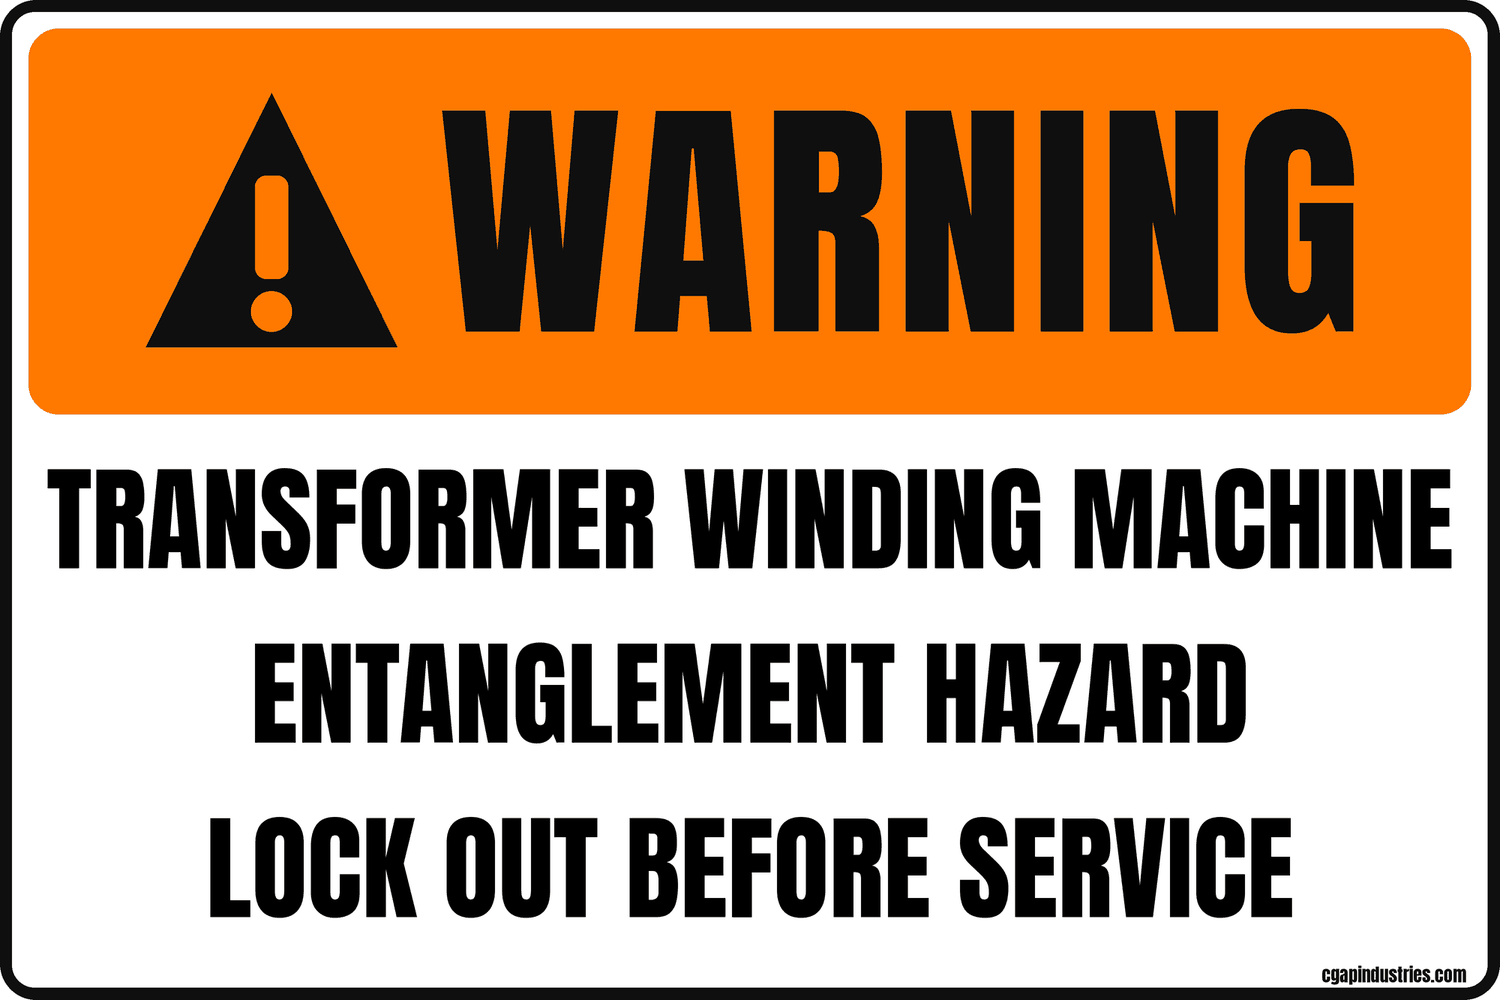 WARNING
TRANSFORMER WINDING MACHINE
ENTANGLEMENT HAZARD
LOCK OUT BEFORE SERVICE
cgapindustries.com